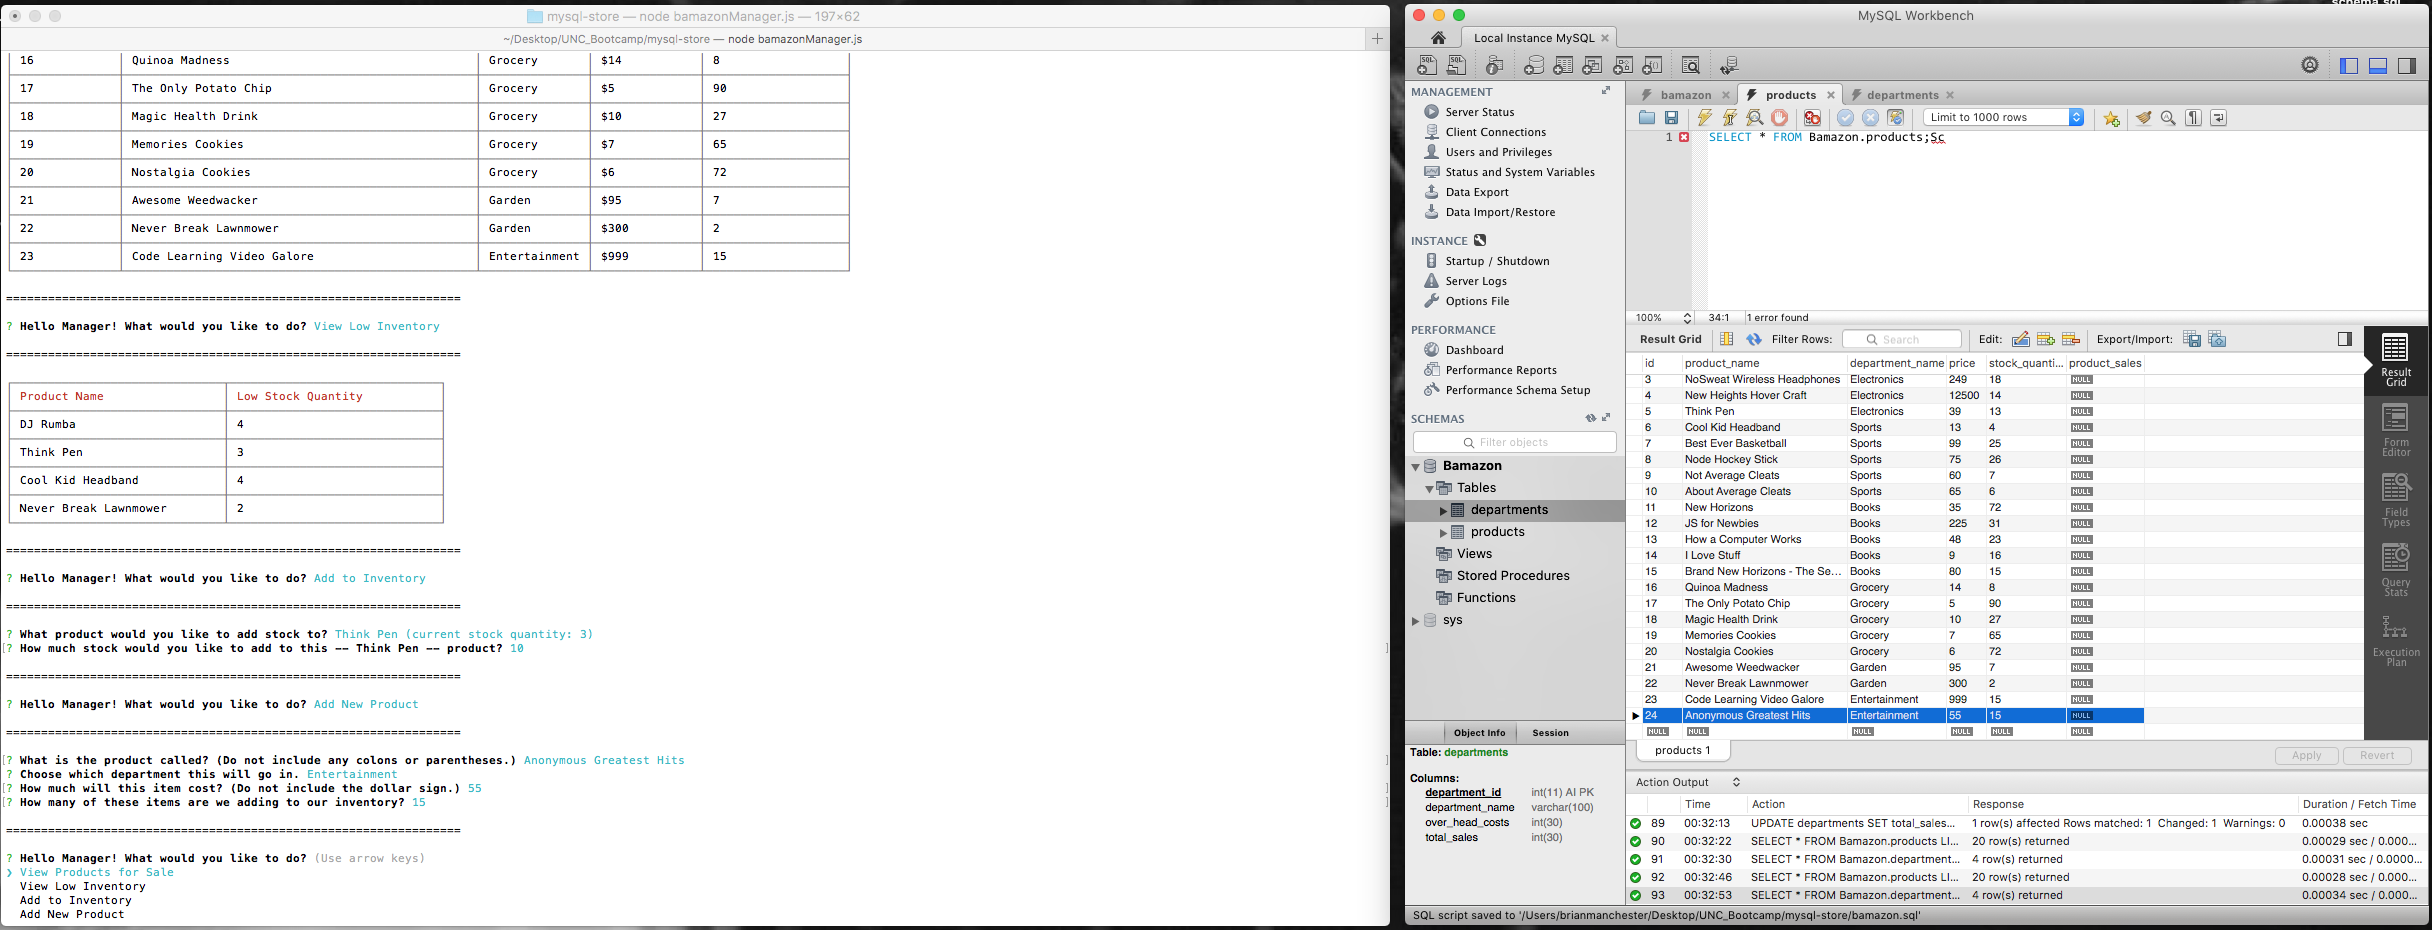 mysql-store — node bamazonManager.js — 197×62
~/Desktop/UNC_Bootcamp/mysql-store — node bamazonManager.js
16 Quinoa Madness Grocery $14 8
17 The Only Potato Chip Grocery $5 90
18 Magic Health Drink Grocery $10 27
19 Memories Cookies Grocery $7 65
20 Nostalgia Cookies Grocery $6 72
21 Awesome Weedwacker Garden $95 7
22 Never Break Lawnmower Garden $300 2
23 Code Learning Video Galore Entertainment $999 15
=================================================================
? Hello Manager! What would you like to do? View Low Inventory
=================================================================
Product Name Low Stock Quantity
DJ Rumba 4
Think Pen 3
Cool Kid Headband 4
Never Break Lawnmower 2
=================================================================
? Hello Manager! What would you like to do? Add to Inventory
=================================================================
? What product would you like to add stock to? Think Pen (current stock quantity: 3)
[? How much stock would you like to add to this -- Think Pen -- product? 10 ]
=================================================================
? Hello Manager! What would you like to do? Add New Product
=================================================================
[? What is the product called? (Do not include any colons or parentheses.) Anonymous Greatest Hits ]
? Choose which department this will go in. Entertainment
[? How much will this item cost? (Do not include the dollar sign.) 55 ]
[? How many of these items are we adding to our inventory? 15 ]
=================================================================
? Hello Manager! What would you like to do? (Use arrow keys)
❯ View Products for Sale
View Low Inventory
Add to Inventory
Add New Product
schema.sql
MySQL Workbench
Local Instance MySQL
MANAGEMENT
Server Status
Client Connections
Users and Privileges
Status and System Variables
Data Export
Data Import/Restore
INSTANCE
Startup / Shutdown
Server Logs
Options File
PERFORMANCE
Dashboard
Performance Reports
Performance Schema Setup
SCHEMAS
Filter objects
Bamazon
Tables
departments
products
Views
Stored Procedures
Functions
sys
Object Info Session
Table: departments
Columns:
department_id int(11) AI PK
department_name varchar(100)
over_head_costs int(30)
total_sales int(30)
bamazon products departments
Limit to 1000 rows
1 SELECT * FROM Bamazon.products;Sc
100% 34:1 1 error found
Result Grid Filter Rows: Search Edit: Export/Import:
id product_name department_name price stock_quanti... product_sales
3 NoSweat Wireless Headphones Electronics 249 18 NULL
4 New Heights Hover Craft Electronics 12500 14 NULL
5 Think Pen Electronics 39 13 NULL
6 Cool Kid Headband Sports 13 4 NULL
7 Best Ever Basketball Sports 99 25 NULL
8 Node Hockey Stick Sports 75 26 NULL
9 Not Average Cleats Sports 60 7 NULL
10 About Average Cleats Sports 65 6 NULL
11 New Horizons Books 35 72 NULL
12 JS for Newbies Books 225 31 NULL
13 How a Computer Works Books 48 23 NULL
14 I Love Stuff Books 9 16 NULL
15 Brand New Horizons - The Se... Books 80 15 NULL
16 Quinoa Madness Grocery 14 8 NULL
17 The Only Potato Chip Grocery 5 90 NULL
18 Magic Health Drink Grocery 10 27 NULL
19 Memories Cookies Grocery 7 65 NULL
20 Nostalgia Cookies Grocery 6 72 NULL
21 Awesome Weedwacker Garden 95 7 NULL
22 Never Break Lawnmower Garden 300 2 NULL
23 Code Learning Video Galore Entertainment 999 15 NULL
24 Anonymous Greatest Hits Entertainment 55 15 NULL
NULL NULL NULL NULL NULL NULL
Result
Grid
Form
Editor
Field
Types
Query
Stats
Execution
Plan
products 1 Apply Revert
Action Output
Time Action Response Duration / Fetch Time
89 00:32:13 UPDATE departments SET total_sales... 1 row(s) affected Rows matched: 1 Changed: 1 Warnings: 0 0.00038 sec
90 00:32:22 SELECT * FROM Bamazon.products LI... 20 row(s) returned 0.00029 sec / 0.000...
91 00:32:30 SELECT * FROM Bamazon.department... 4 row(s) returned 0.00031 sec / 0.0000...
92 00:32:46 SELECT * FROM Bamazon.products LI... 20 row(s) returned 0.00028 sec / 0.000...
93 00:32:53 SELECT * FROM Bamazon.department... 4 row(s) returned 0.00034 sec / 0.000...
SQL script saved to '/Users/brianmanchester/Desktop/UNC_Bootcamp/mysql-store/bamazon.sql'